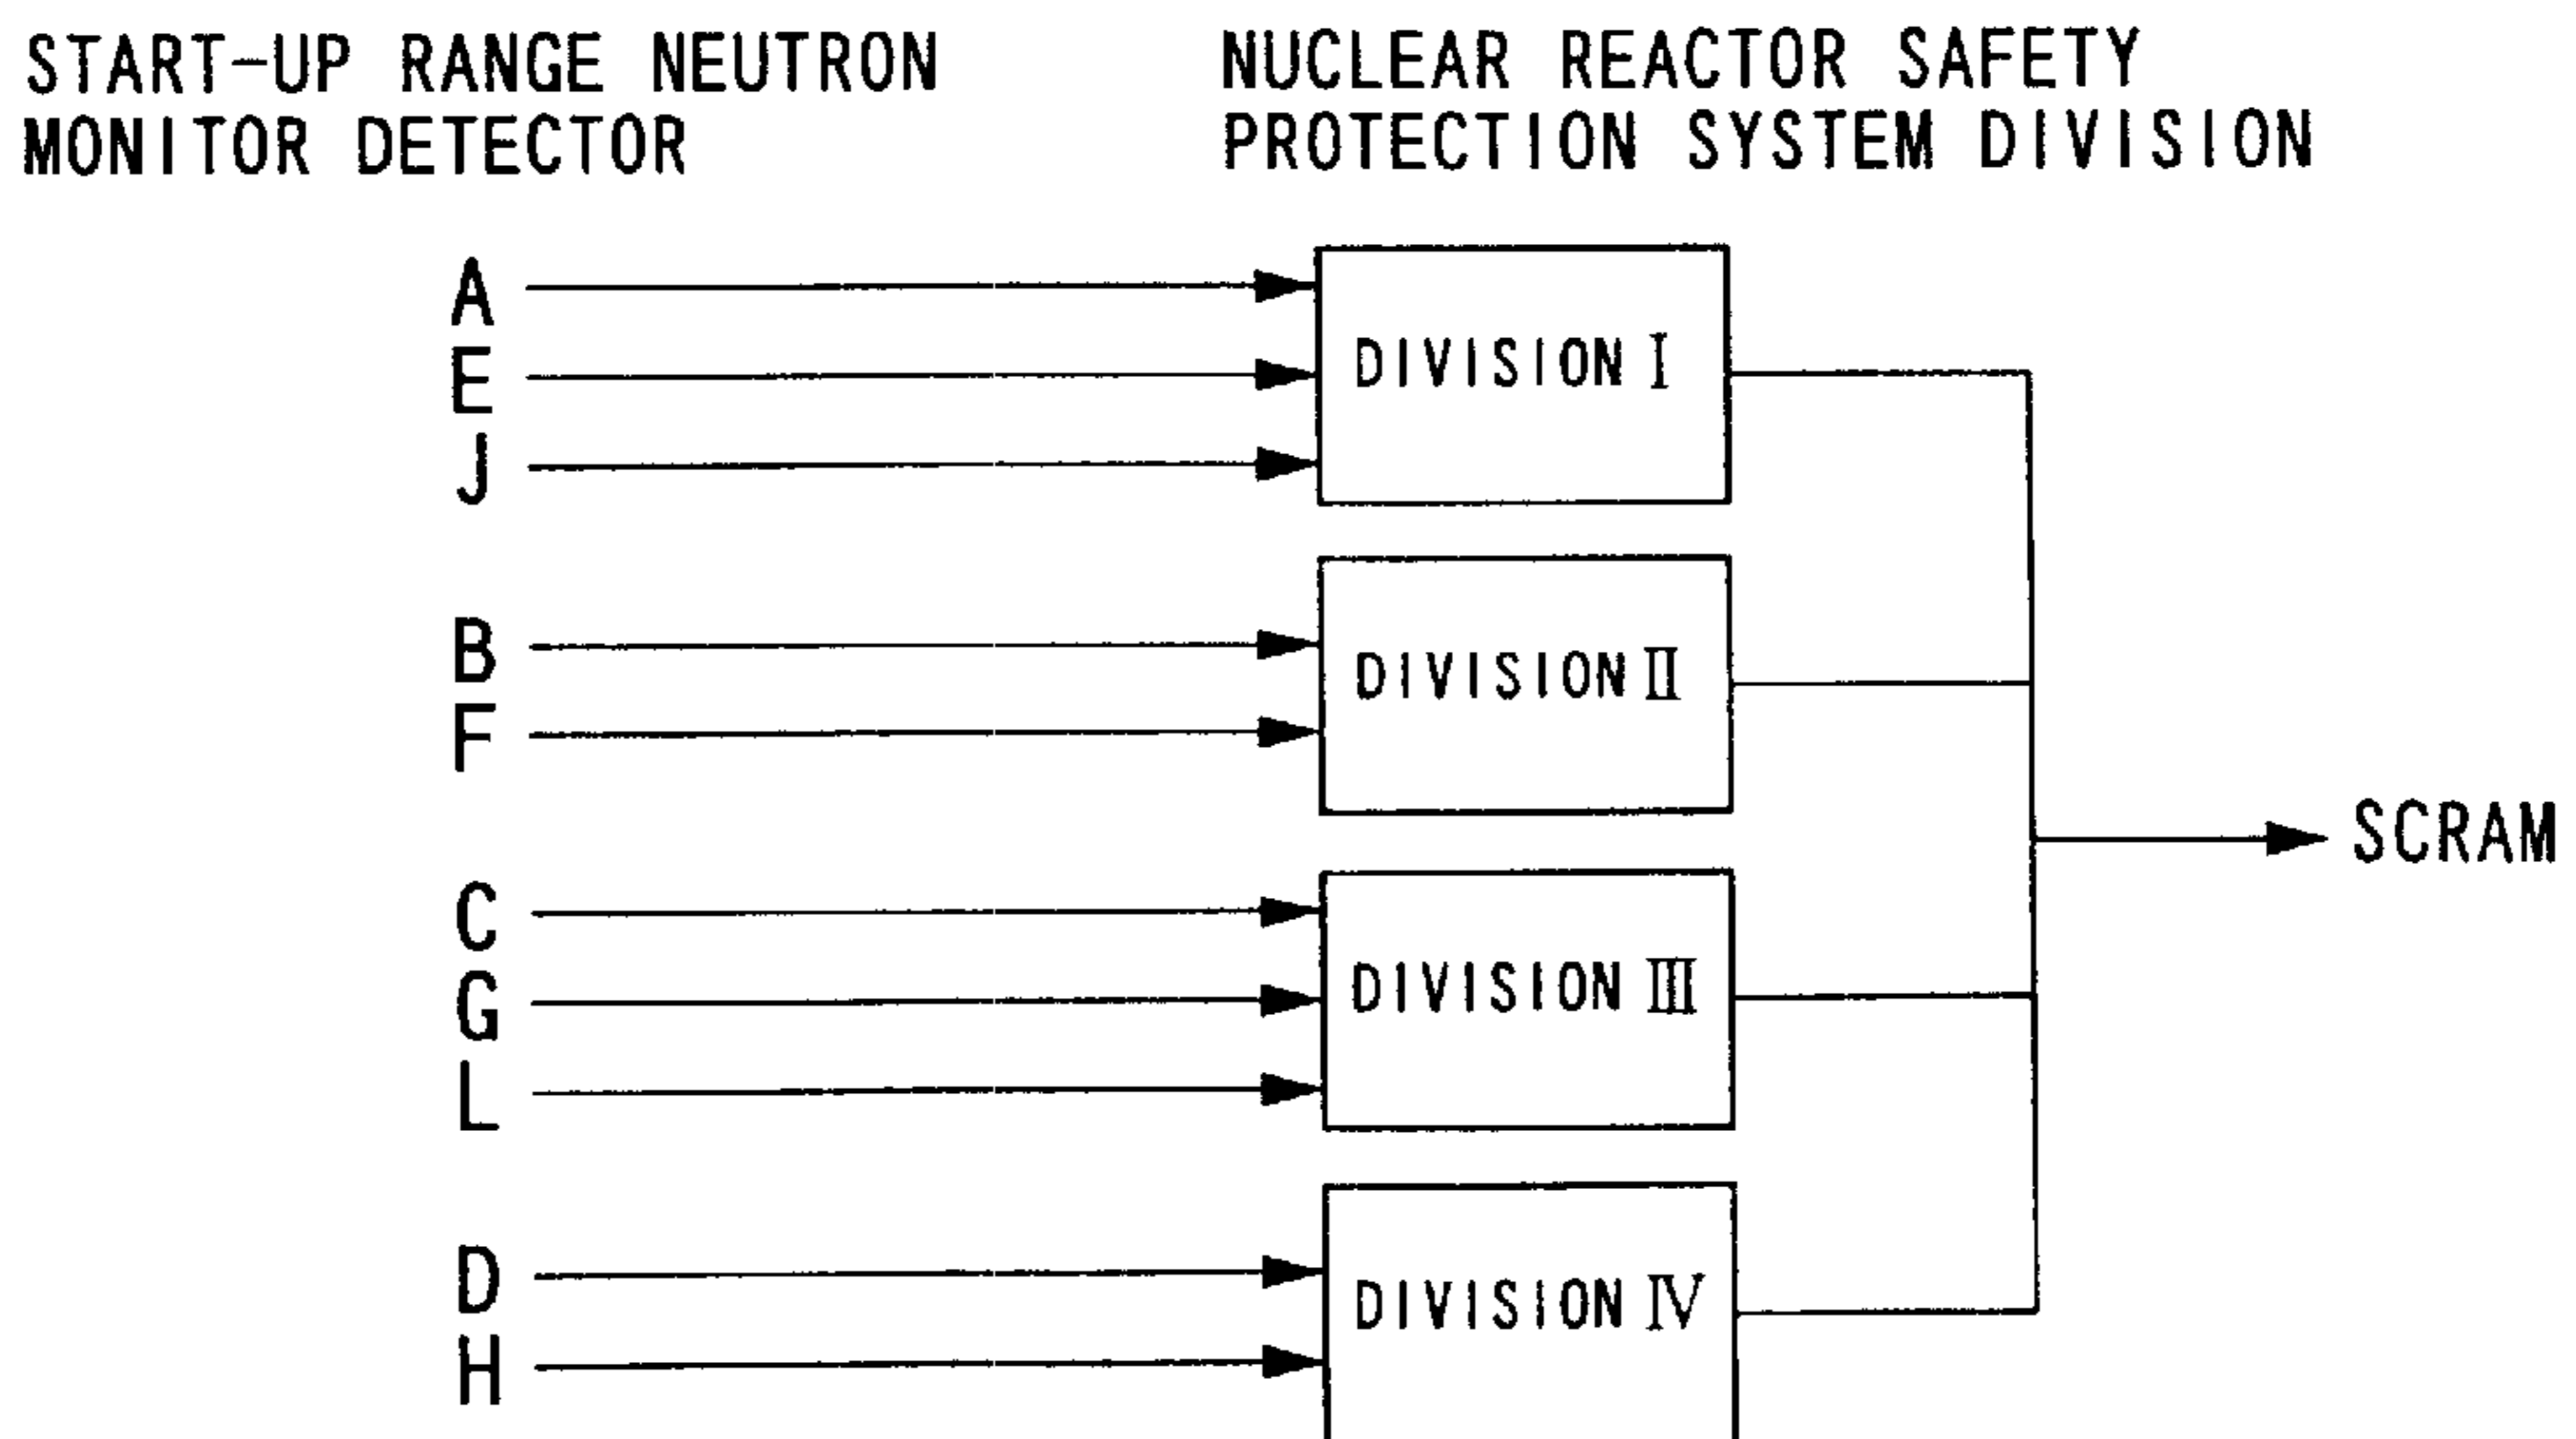 START-UP RANGE NEUTRON
MONITOR DETECTOR
NUCLEAR REACTOR SAFETY
PROTECTION SYSTEM DIVISION
A
E
J
DIVISION I
B
F
DIVISION II
C
G
L
DIVISION III
D
H
DIVISION IV
SCRAM